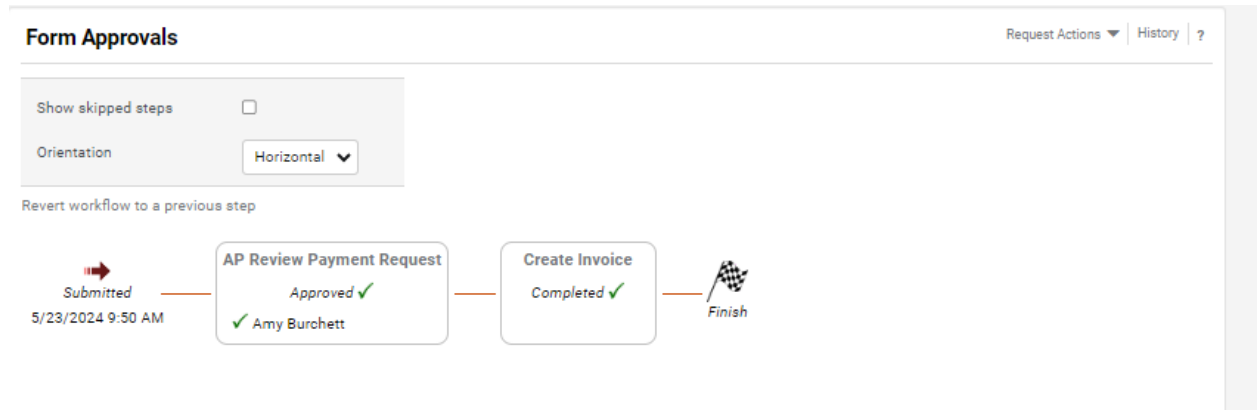 Form Approvals
Request Actions History ?
Show skipped steps
Orientation Horizontal
Revert workflow to a previous step
Submitted
5/23/2024 9:50 AM
AP Review Payment Request
Approved
Amy Burchett
Create Invoice
Completed
Finish